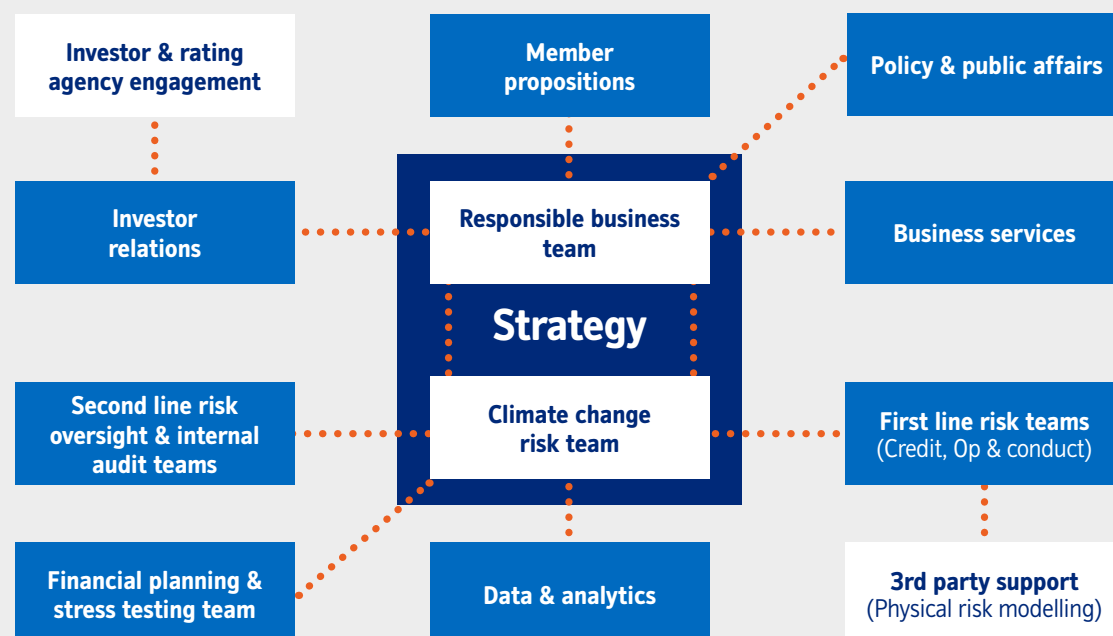 Investor & rating
agency engagement
Member
propositions
Policy & public affairs
Investor
relations
Responsible business
team
Business services
Strategy
Second line risk
oversight & internal
audit teams
Climate change
risk team
First line risk teams
(Credit, Op & conduct)
Financial planning &
stress testing team
Data & analytics
3rd party support
(Physical risk modelling)